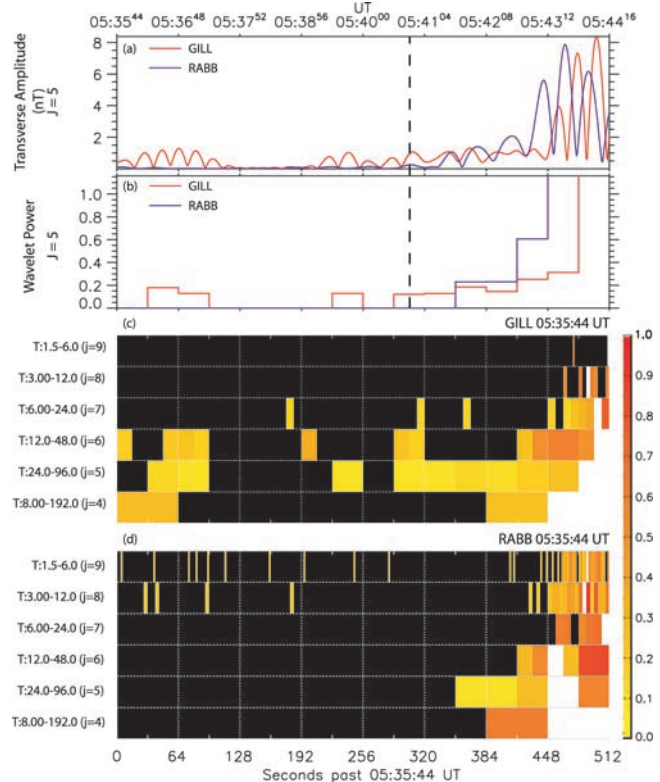 UT
05:35⁴⁴ 05:36⁴⁸ 05:37⁵² 05:38⁵⁶ 05:40⁰⁰ 05:41⁰⁴ 05:42⁰⁸ 05:43¹² 05:44¹⁶
(a) GILL
RABB
Transverse Amplitude
(nT)
J = 5
8
6
4
2
(b) GILL
RABB
Wavelet Power
J = 5
1.0
0.8
0.6
0.4
0.2
0.0
(c) GILL 05:35:44 UT
T:1.5-6.0 (j=9)
T:3.00-12.0 (j=8)
T:6.00-24.0 (j=7)
T:12.0-48.0 (j=6)
T:24.0-96.0 (j=5)
T:8.00-192.0 (j=4)
(d) RABB 05:35:44 UT
T:1.5-6.0 (j=9)
T:3.00-12.0 (j=8)
T:6.00-24.0 (j=7)
T:12.0-48.0 (j=6)
T:24.0-96.0 (j=5)
T:8.00-192.0 (j=4)
0 64 128 192 256 320 384 448 512
Seconds post 05:35:44 UT
1.0
0.9
0.8
0.7
0.6
0.5
0.4
0.3
0.2
0.1
0.0